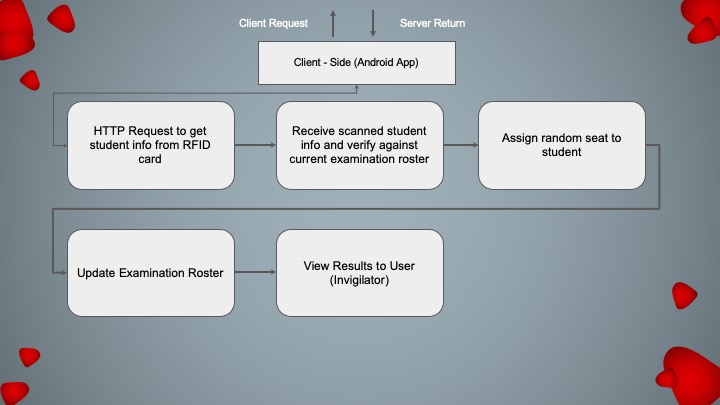 Client Request
Server Return
Client - Side (Android App)
HTTP Request to get
student info from RFID
card
Receive scanned student
info and verify against
current examination roster
Assign random seat to
student
Update Examination Roster
View Results to User
(Invigilator)